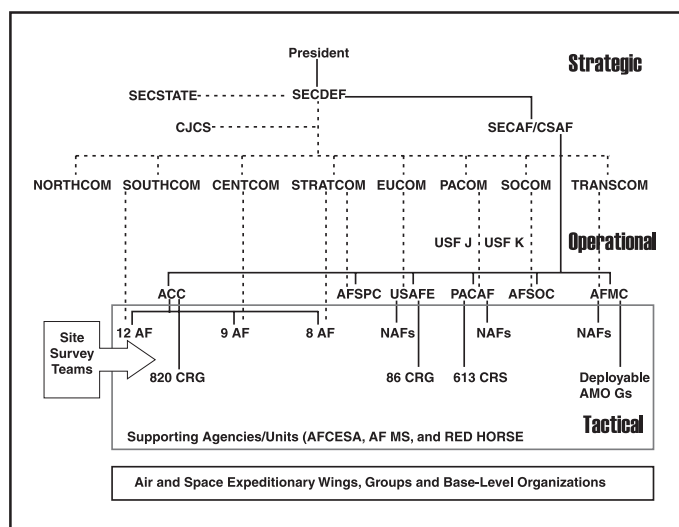 President
Strategic
SECSTATE SECDEF
CJCS SECAF/CSAF
NORTHCOM SOUTHCOM CENTCOM STRATCOM EUCOM PACOM SOCOM TRANSCOM
USF J USF K Operational
ACC AFSPC USAFE PACAF AFSOC AFMC
12 AF 9 AF 8 AF NAFs NAFs NAFs
Site
Survey
Teams
820 CRG 86 CRG 613 CRS Deployable
AMO Gs
Tactical
Supporting Agencies/Units (AFCESA, AF MS, and RED HORSE
Air and Space Expeditionary Wings, Groups and Base-Level Organizations